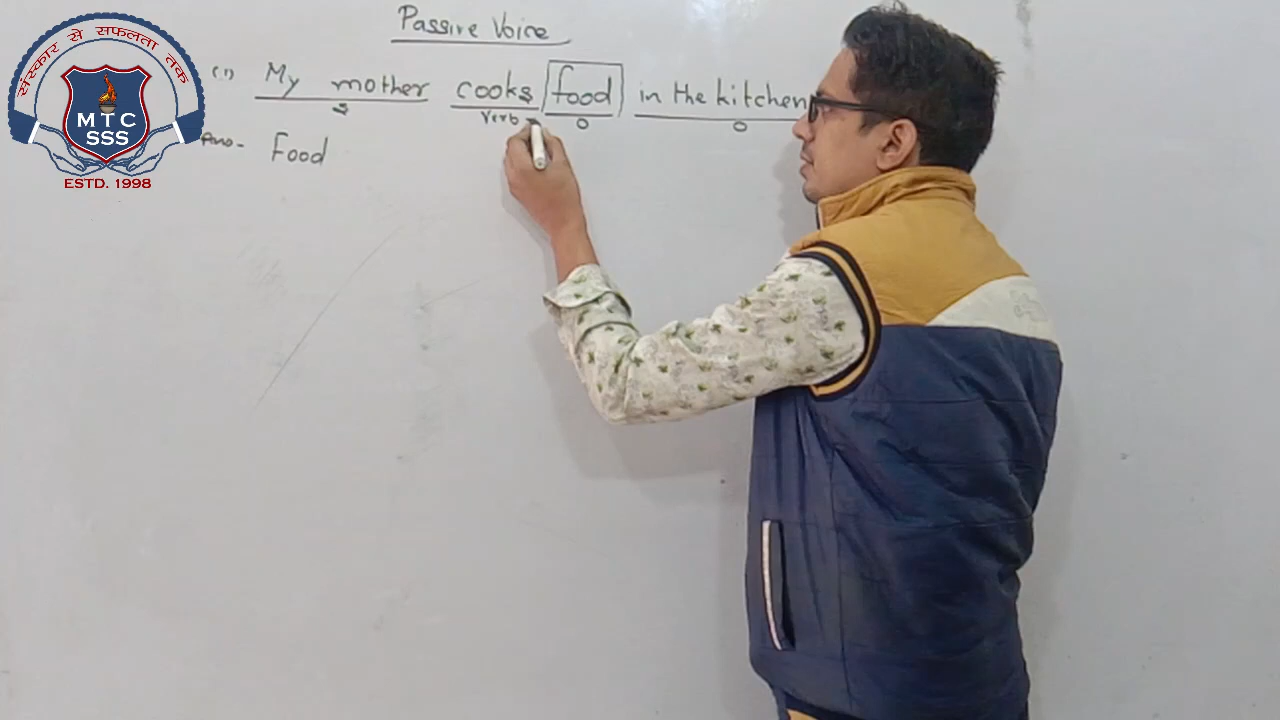 संस्कार से सफलता तक
MTC
SSS
ESTD. 1998
Passive Voice
(1) My mother cooks food in the kitchen
s verb o o
Ans- Food